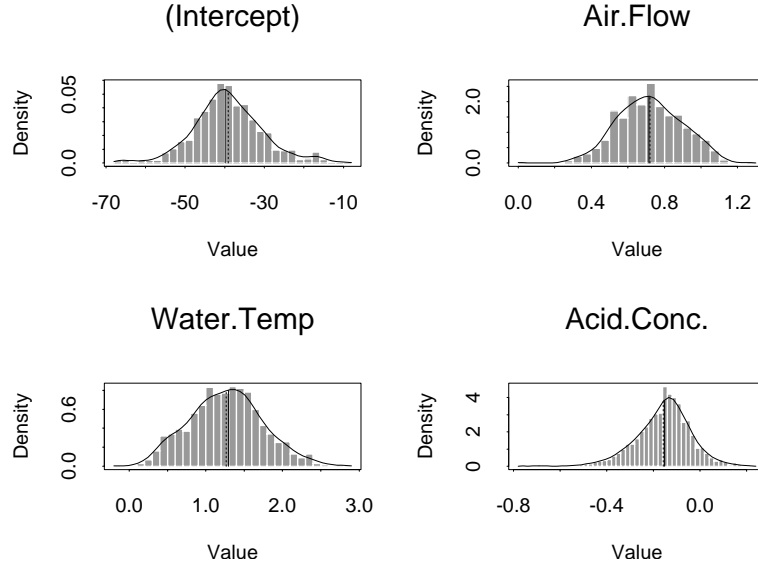 (Intercept)
Density
0.0 0.05
-70 -50 -30 -10
Value
Air.Flow
Density
0.0 2.0
0.0 0.4 0.8 1.2
Value
Water.Temp
Density
0.0 0.6
0.0 1.0 2.0 3.0
Value
Acid.Conc.
Density
0 2 4
-0.8 -0.4 0.0
Value